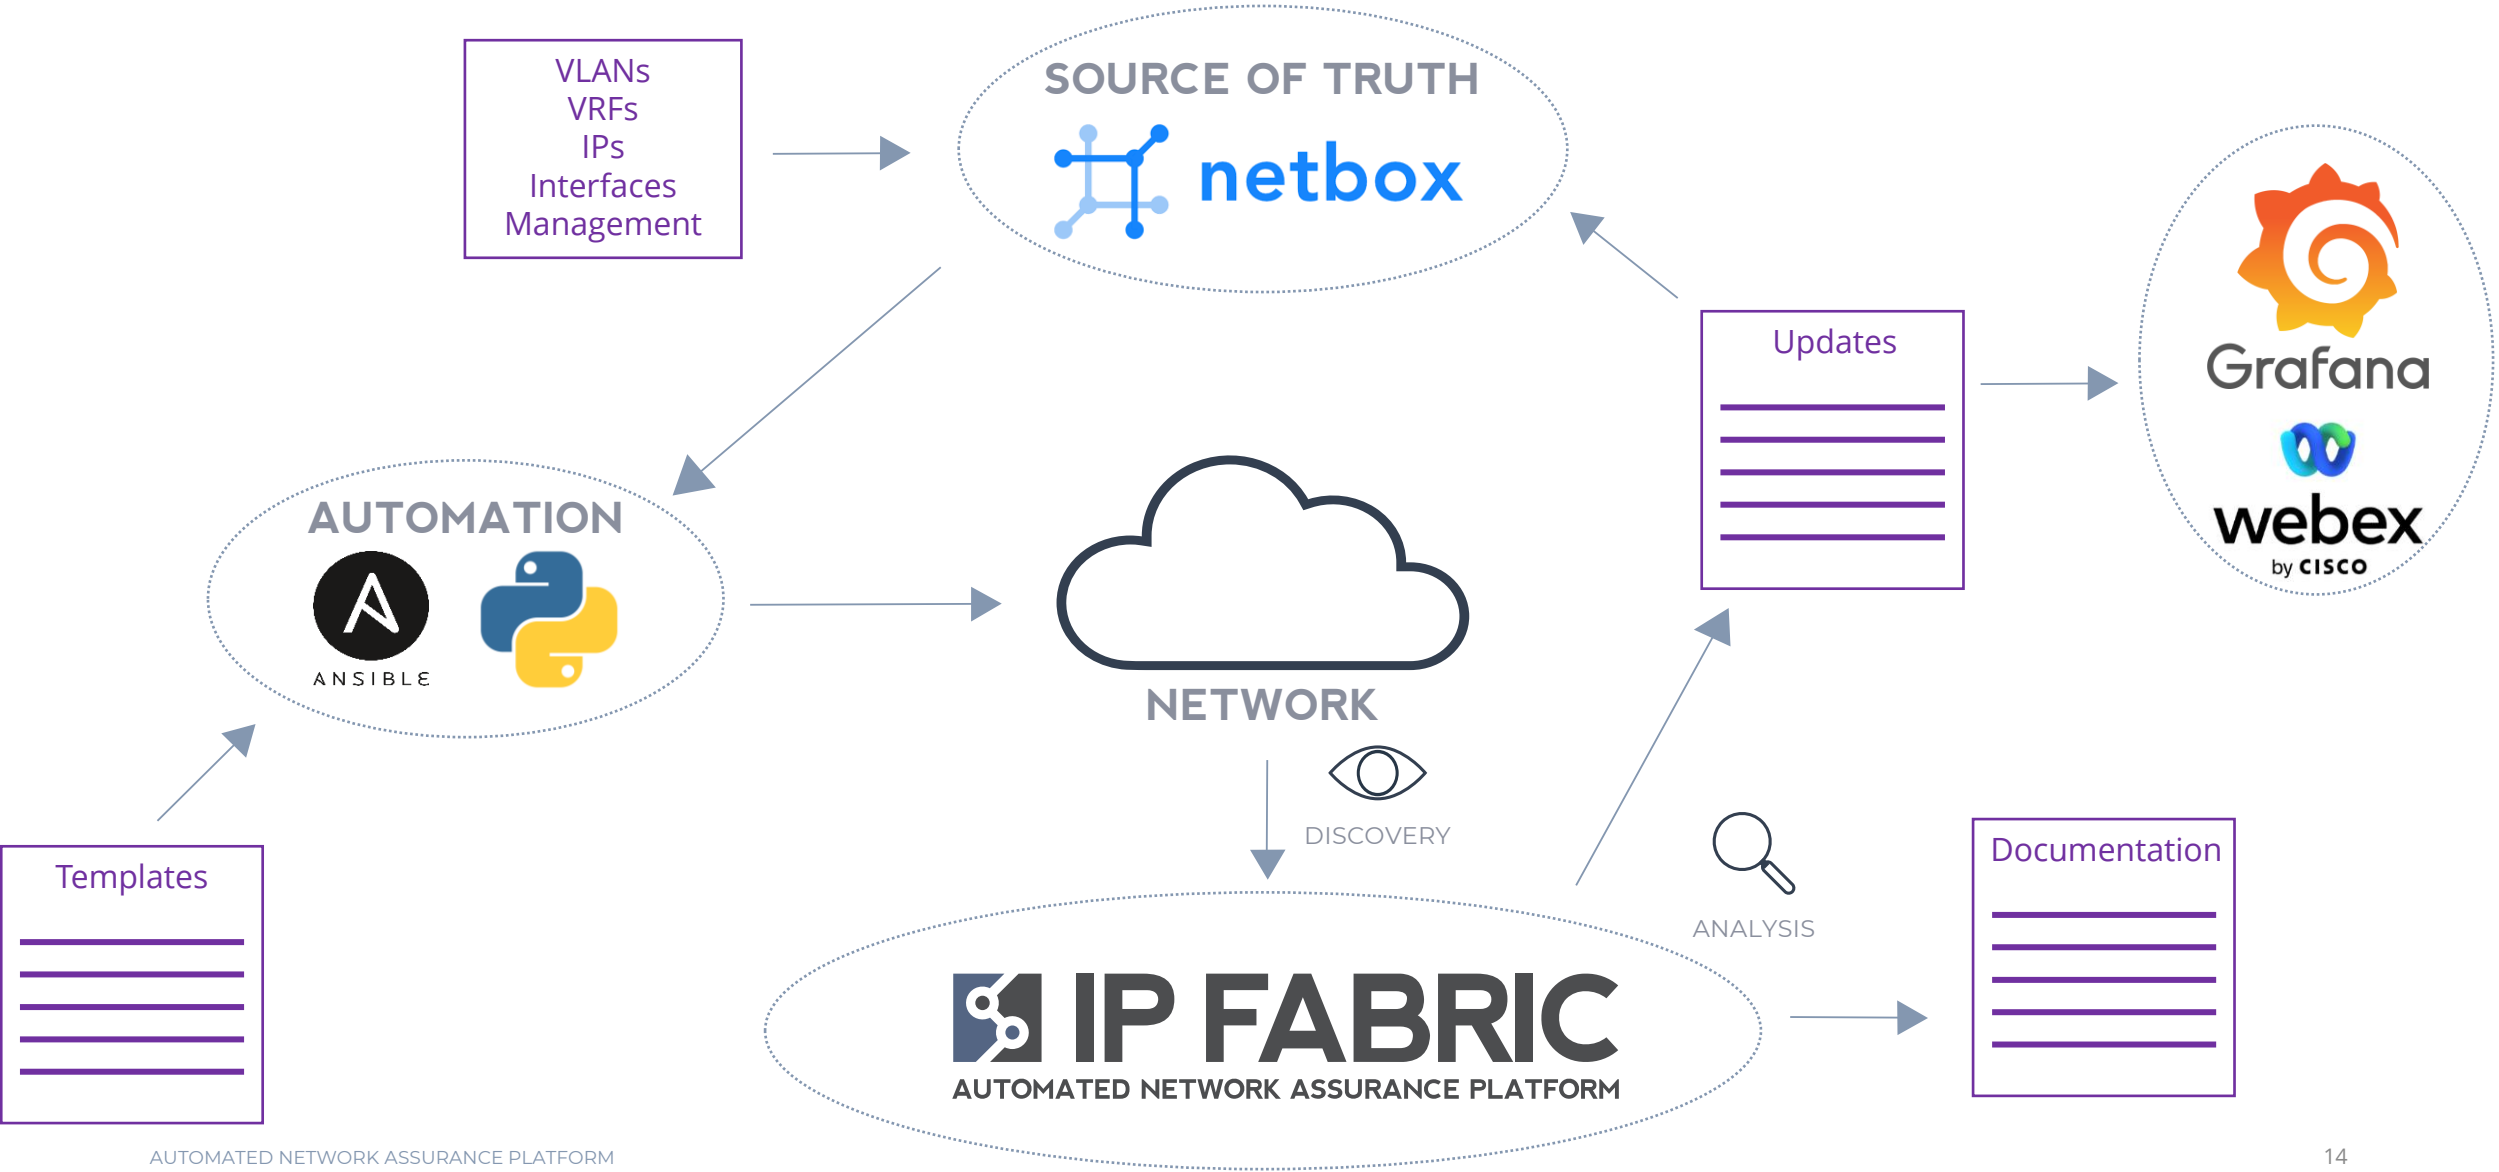 VLANs
VRFs
IPs
Interfaces
Management
SOURCE OF TRUTH
netbox
Updates
Grafana
webex
by CISCO
AUTOMATION
ANSIBLE
NETWORK
DISCOVERY
Templates
ANALYSIS
Documentation
IP FABRIC
AUTOMATED NETWORK ASSURANCE PLATFORM
AUTOMATED NETWORK ASSURANCE PLATFORM
14